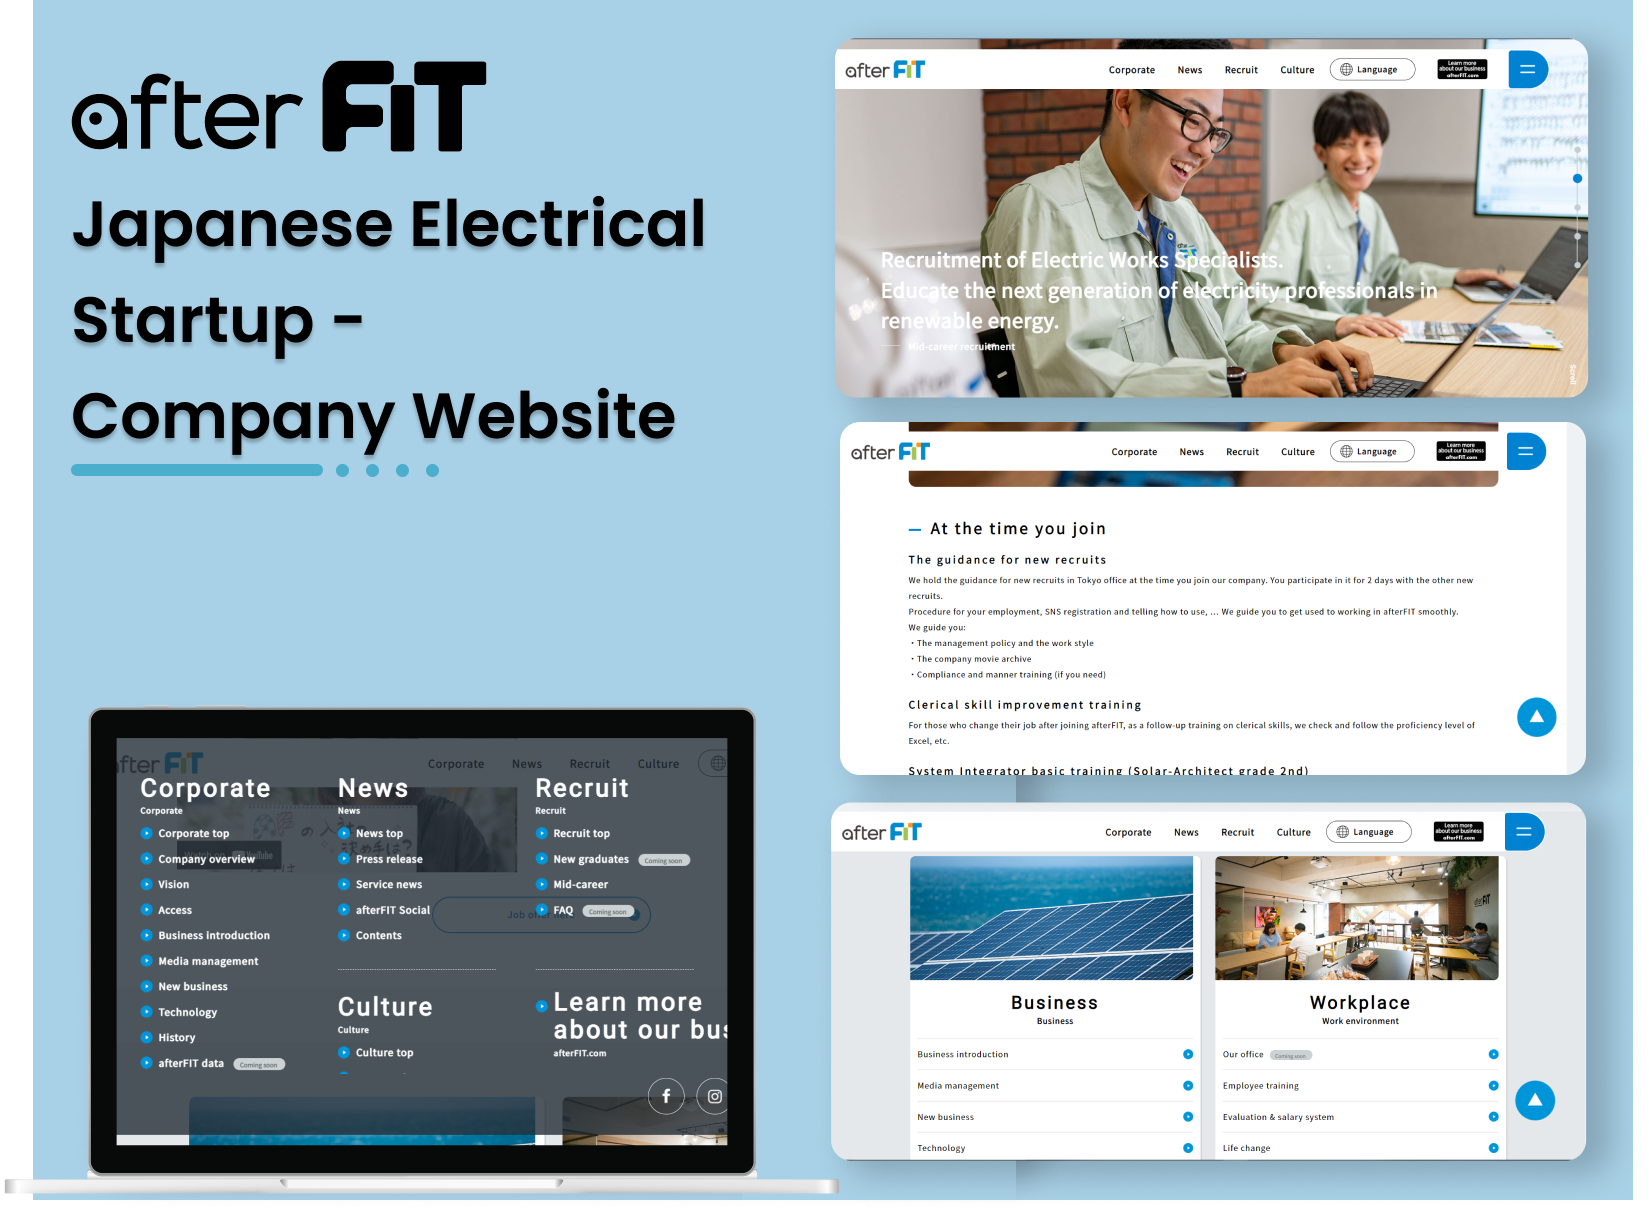 after FiT
Japanese Electrical
Startup -
Company Website
after FiT
Corporate News Recruit Culture Language
Learn more
about our business
afterFIT.com
Recruitment of Electric Works Specialists.
Educate the next generation of electricity professionals in
renewable energy.
Mid-career recruitment
Scroll
after FiT
Corporate News Recruit Culture Language
Learn more
about our business
afterFIT.com
At the time you join
The guidance for new recruits
We hold the guidance for new recruits in Tokyo office at the time you join our company. You participate in it for 2 days with the other new
recruits.
Procedure for your employment, SNS registration and telling how to use, ... We guide you to get used to working in afterFIT smoothly.
We guide you:
・The management policy and the work style
・The company movie archive
・Compliance and manner training (if you need)
Clerical skill improvement training
For those who change their job after joining afterFIT, as a follow-up training on clerical skills, we check and follow the proficiency level of
Excel, etc.
System Integrator basic training (Solar-Architect grade 2nd)
after FiT
Corporate News Recruit Culture Language
Learn more
about our business
afterFIT.com
after FiT
Business
Business
Business introduction
Media management
New business
Technology
Workplace
Work environment
Our office Coming soon
Employee training
Evaluation & salary system
Life change
after FiT
Corporate News Recruit Culture
Corporate
Corporate
Corporate top
Company overview
Vision
Access
Business introduction
Media management
New business
Technology
History
afterFIT data Coming soon
News
News
News top
Press release
Service news
afterFIT Social
Contents
Culture
Culture
Culture top
Recruit
Recruit
Recruit top
New graduates Coming soon
Mid-career
FAQ Coming soon
Learn more
about our bus
afterFIT.com
Watch on YouTube